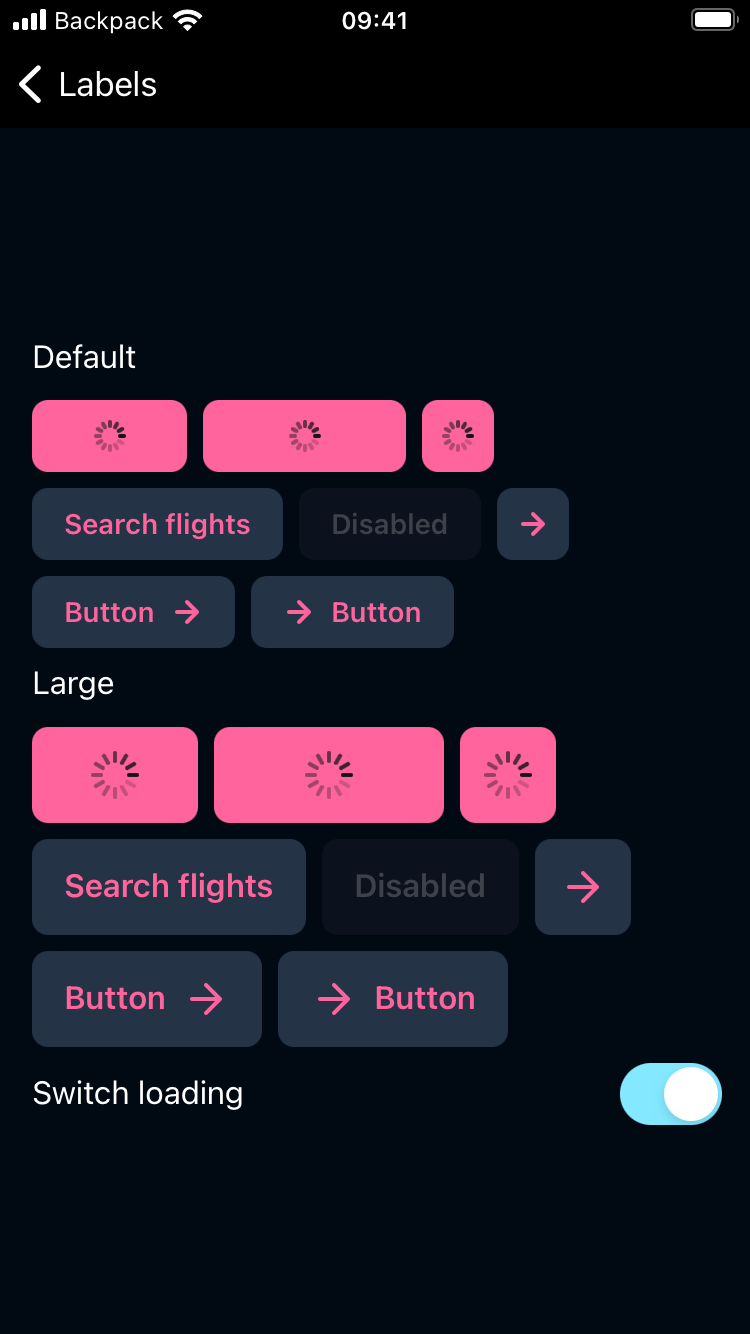 Backpack 09:41
Labels
Default
Search flights Disabled
Button Button
Large
Search flights Disabled
Button Button
Switch loading